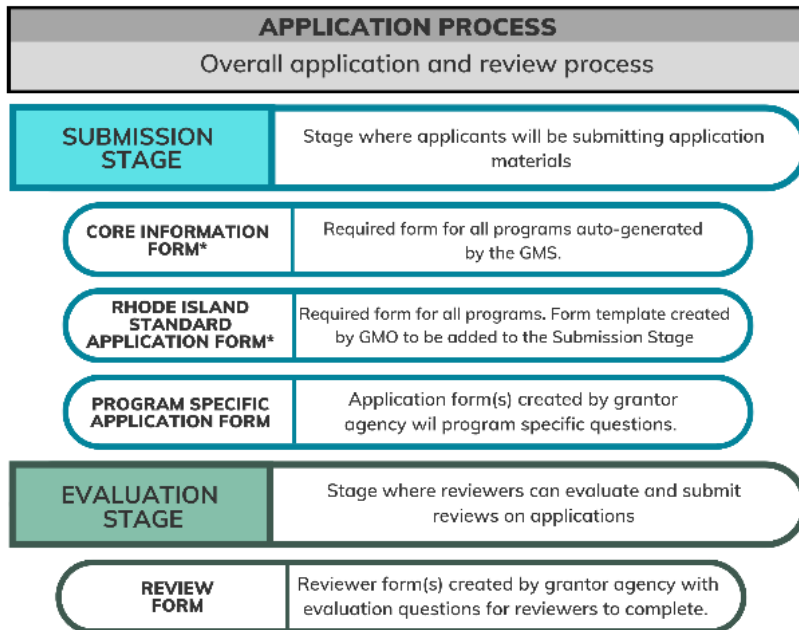 APPLICATION PROCESS
Overall application and review process
SUBMISSION
STAGE
Stage where applicants will be submitting application
materials
CORE INFORMATION
FORM*
Required form for all programs auto-generated
by the GMS.
RHODE ISLAND
STANDARD
APPLICATION FORM*
Required form for all programs. Form template created
by GMO to be added to the Submission Stage
PROGRAM SPECIFIC
APPLICATION FORM
Application form(s) created by grantor
agency wil program specific questions.
EVALUATION
STAGE
Stage where reviewers can evaluate and submit
reviews on applications
REVIEW
FORM
Reviewer form(s) created by grantor agency with
evaluation questions for reviewers to complete.